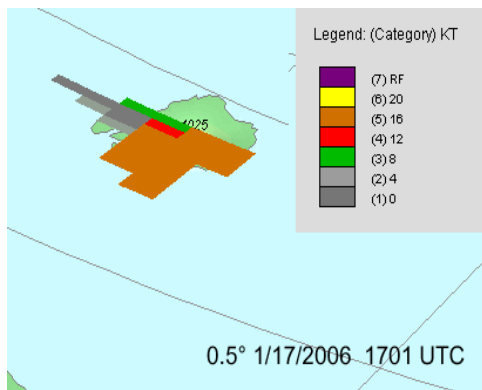 Legend: (Category) KT
(7) RF
(6) 20
(5) 16
(4) 12
(3) 8
(2) 4
(1) 0
4025
0.5° 1/17/2006 1701 UTC